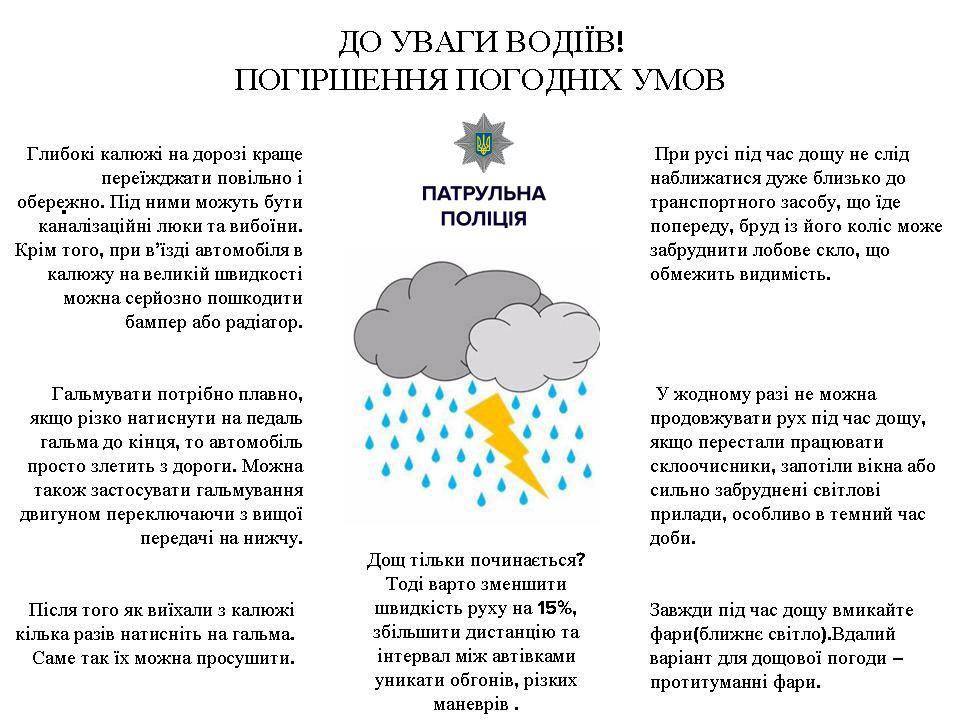 ДО УВАГИ ВОДІЇВ!
ПОГІРШЕННЯ ПОГОДНІХ УМОВ
ПАТРУЛЬНА
ПОЛІЦІЯ
Глибокі калюжі на дорозі краще
переїжджати повільно і
обережно. Під ними можуть бути
каналізаційні люки та вибоїни.
Крім того, при в’їзді автомобіля в
калюжу на великій швидкості
можна серйозно пошкодити
бампер або радіатор.
При русі під час дощу не слід
наближатися дуже близько до
транспортного засобу, що їде
попереду, бруд із його коліс може
забруднити лобове скло, що
обмежить видимість.
Гальмувати потрібно плавно,
якщо різко натиснути на педаль
гальма до кінця, то автомобіль
просто злетить з дороги. Можна
також застосувати гальмування
двигуном переключаючи з вищої
передачі на нижчу.
У жодному разі не можна
продовжувати рух під час дощу,
якщо перестали працювати
склоочисники, запотіли вікна або
сильно забруднені світлові
прилади, особливо в темний час
доби.
Після того як виїхали з калюжі
кілька разів натисніть на гальма.
Саме так їх можна просушити.
Дощ тільки починається?
Тоді варто зменшити
швидкість руху на 15%,
збільшити дистанцію та
інтервал між автівками
уникати обгонів, різких
маневрів .
Завжди під час дощу вмикайте
фари(ближнє світло).Вдалий
варіант для дощової погоди –
протитуманні фари.